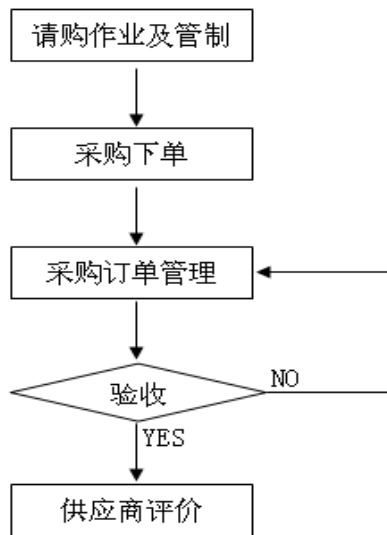 请购作业及管制
采购下单
采购订单管理
验收
NO
YES
供应商评价